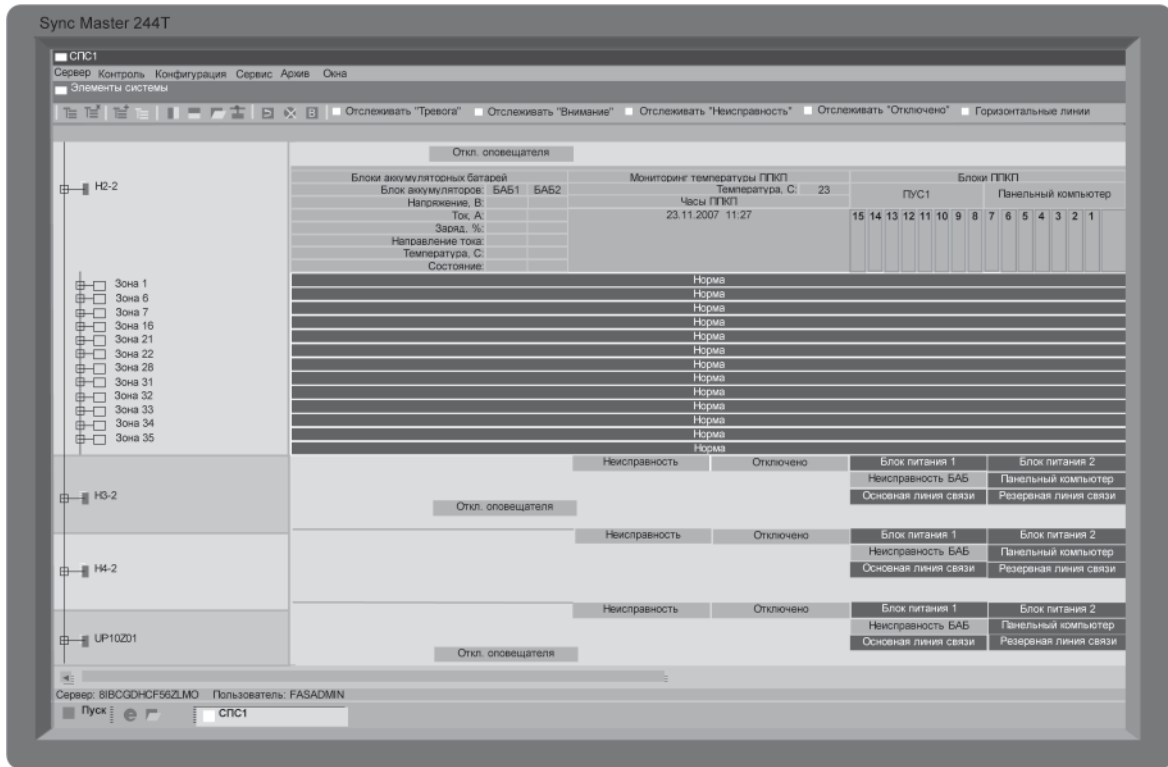 Sync Master 244T
СПС1
Сервер Контроль Конфигурация Сервис Архив Окна
Элементы системы
Отслеживать "Тревога" Отслеживать "Внимание" Отслеживать "Неисправность" Отслеживать "Отключено" Горизонтальные линии
Откл. оповещателя
H2-2
Блоки аккумуляторных батарей Мониторинг температуры ППКП Блоки ППКП
Блок аккумуляторов: БАБ1 БАБ2 Температура, С: 23 ПУС1 Панельный компьютер
Напряжение, В: Часы ППКП
Ток, А: 23.11.2007 11:27 15 14 13 12 11 10 9 8 7 6 5 4 3 2 1
Заряд, %:
Направление тока:
Температура, С:
Состояние:
Зона 1 Норма
Зона 6 Норма
Зона 7 Норма
Зона 16 Норма
Зона 21 Норма
Зона 22 Норма
Зона 28 Норма
Зона 31 Норма
Зона 32 Норма
Зона 33 Норма
Зона 34 Норма
Зона 35 Норма
Норма
Неисправность Отключено Блок питания 1 Блок питания 2
Неисправность БАБ Панельный компьютер
H3-2 Основная линия связи Резервная линия связи
Откл. оповещателя
Неисправность Отключено Блок питания 1 Блок питания 2
Неисправность БАБ Панельный компьютер
H4-2 Основная линия связи Резервная линия связи
Неисправность Отключено Блок питания 1 Блок питания 2
Неисправность БАБ Панельный компьютер
UP10Z01 Основная линия связи Резервная линия связи
Откл. оповещателя
Сервер: 8IBCGDHCF56ZLMO Пользователь: FASADMIN
Пуск e СПС1